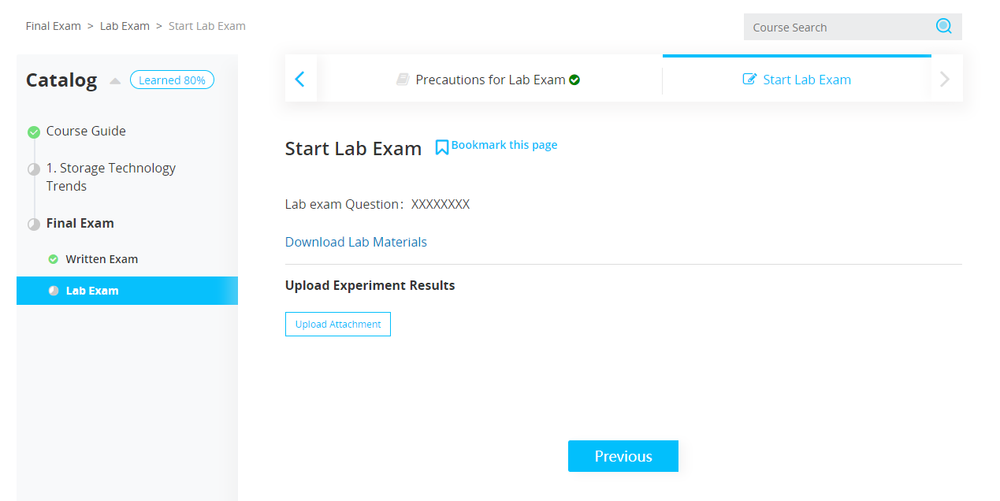 Final Exam > Lab Exam > Start Lab Exam
Course Search
Catalog
Learned 80%
Course Guide
1. Storage Technology
Trends
Final Exam
Written Exam
Lab Exam
Precautions for Lab Exam
Start Lab Exam
Start Lab Exam
Bookmark this page
Lab exam Question：XXXXXXXX
Download Lab Materials
Upload Experiment Results
Upload Attachment
Previous